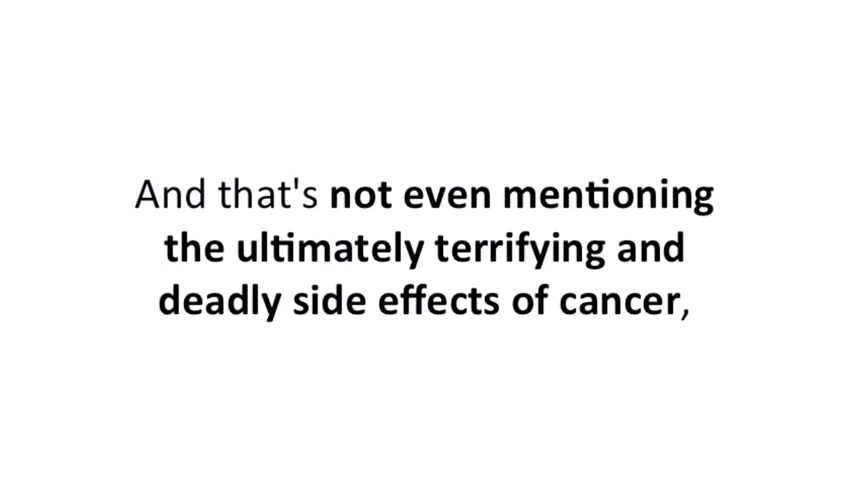 And that's not even mentioning
the ultimately terrifying and
deadly side effects of cancer,